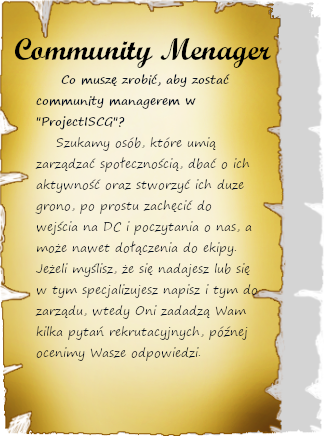 Community Menager
Co muszę zrobić, aby zostać
community managerem w
"ProjectISCG"?
Szukamy osób, które umią
zarządzać społecznością, dbać o ich
aktywność oraz stworzyć ich duze
grono, po prostu zachęcić do
wejścia na DC i poczytania o nas, a
może nawet dołączenia do ekipy.
Jeżeli myślisz, że się nadajesz lub się
w tym specjalizujesz napisz i tym do
zarządu, wtedy Oni zadadzą Wam
kilka pytań rekrutacyjnych, późnej
ocenimy Wasze odpowiedzi.